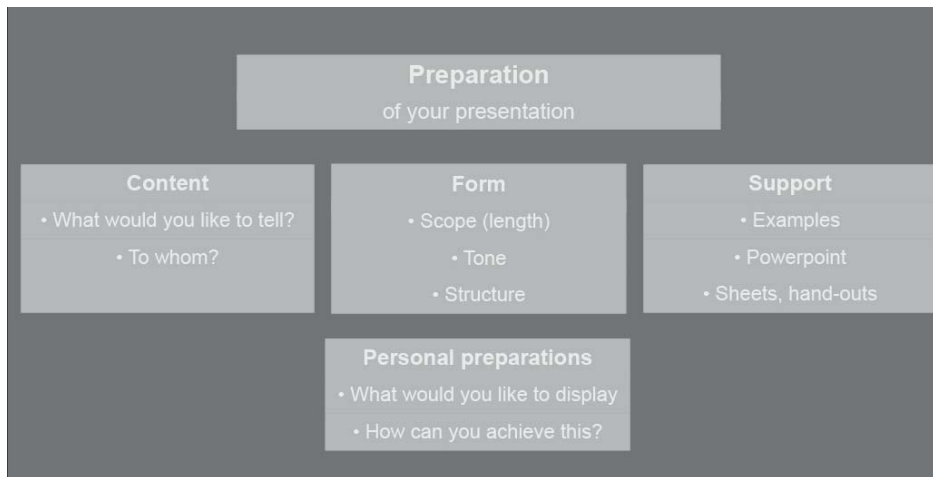 Preparation
of your presentation
Content
• What would you like to tell?
• To whom?
Form
• Scope (length)
• Tone
• Structure
Support
• Examples
• Powerpoint
• Sheets, hand-outs
Personal preparations
• What would you like to display
• How can you achieve this?